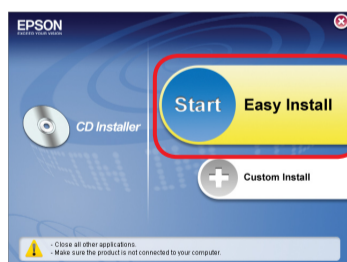 EPSON
EXCEED YOUR VISION
Start Easy Install
CD Installer
Custom Install
- Close all other applications.
- Make sure the product is not connected to your computer.